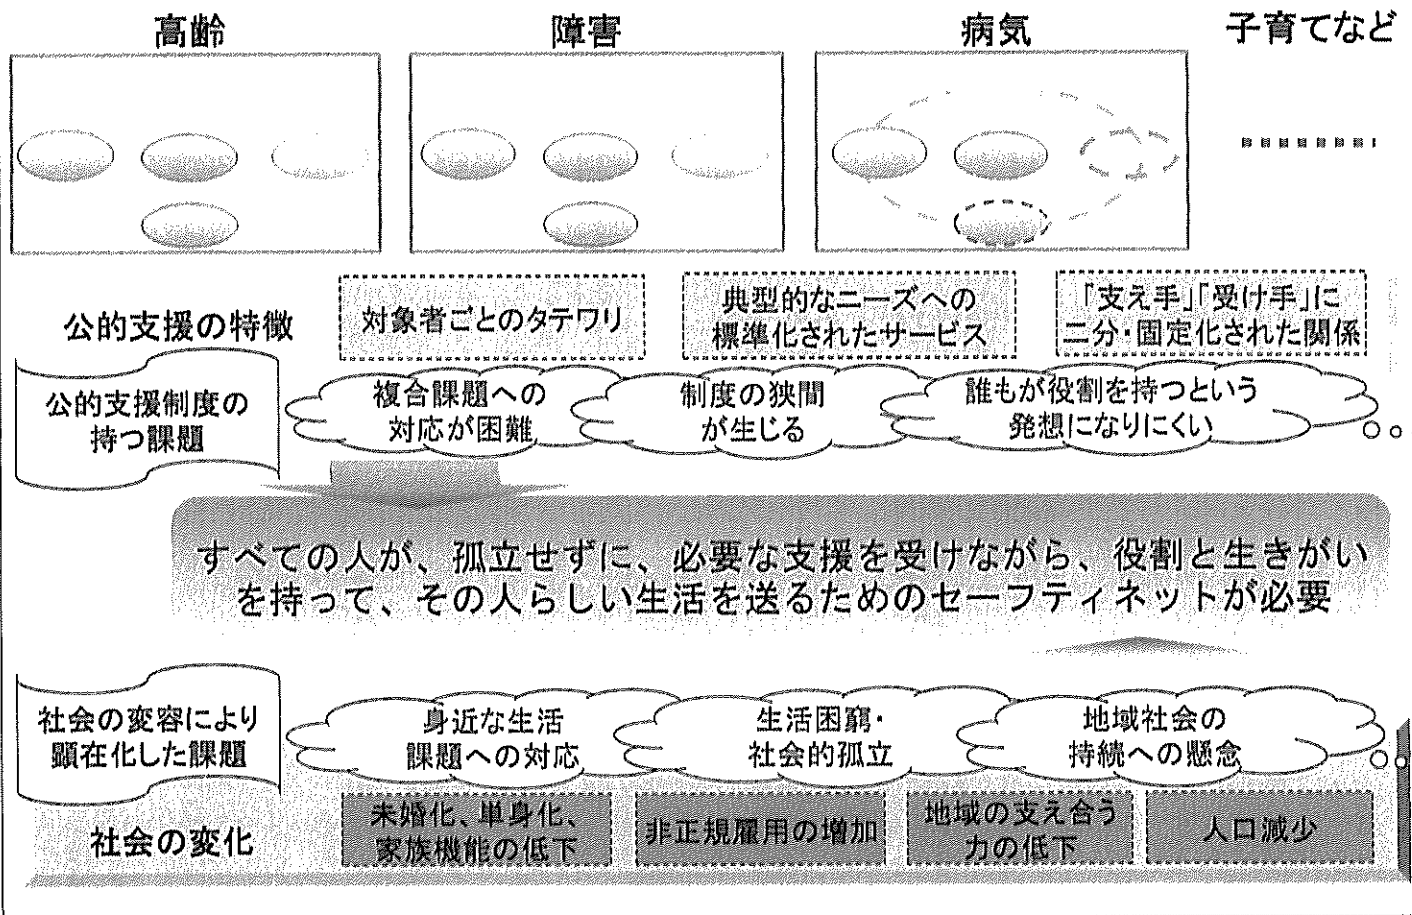 高齢
障害
病気
子育てなど
公的支援の特徴
対象者ごとのタテワリ
典型的なニーズへの
標準化されたサービス
「支え手」「受け手」に
二分・固定化された関係
公的支援制度の
持つ課題
複合課題への
対応が困難
制度の狭間
が生じる
誰もが役割を持つという
発想になりにくい
すべての人が、孤立せずに、必要な支援を受けながら、役割と生きがい
を持って、その人らしい生活を送るためのセーフティネットが必要
社会の変容により
顕在化した課題
身近な生活
課題への対応
生活困窮・
社会的孤立
地域社会の
持続への懸念
社会の変化
未婚化、単身化、
家族機能の低下
非正規雇用の増加
地域の支え合う
力の低下
人口減少